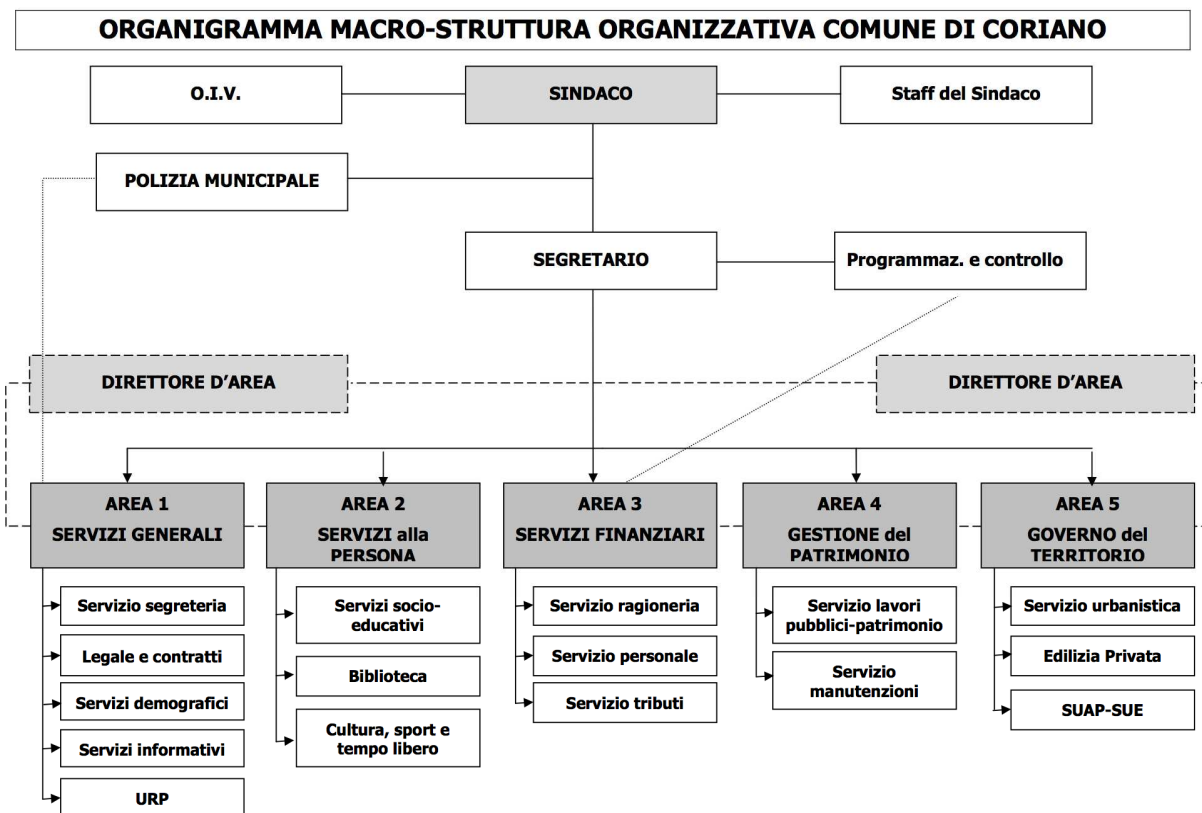 ORGANIGRAMMA MACRO-STRUTTURA ORGANIZZATIVA COMUNE DI CORIANO
O.I.V.
SINDACO
Staff del Sindaco
POLIZIA MUNICIPALE
SEGRETARIO
Programmaz. e controllo
DIRETTORE D’AREA
DIRETTORE D’AREA
AREA 1
SERVIZI GENERALI
AREA 2
SERVIZI alla
PERSONA
AREA 3
SERVIZI FINANZIARI
AREA 4
GESTIONE del
PATRIMONIO
AREA 5
GOVERNO del
TERRITORIO
Servizio segreteria
Legale e contratti
Servizi demografici
Servizi informativi
URP
Servizi socio-
educativi
Biblioteca
Cultura, sport e
tempo libero
Servizio ragioneria
Servizio personale
Servizio tributi
Servizio lavori
pubblici-patrimonio
Servizio
manutenzioni
Servizio urbanistica
Edilizia Privata
SUAP-SUE